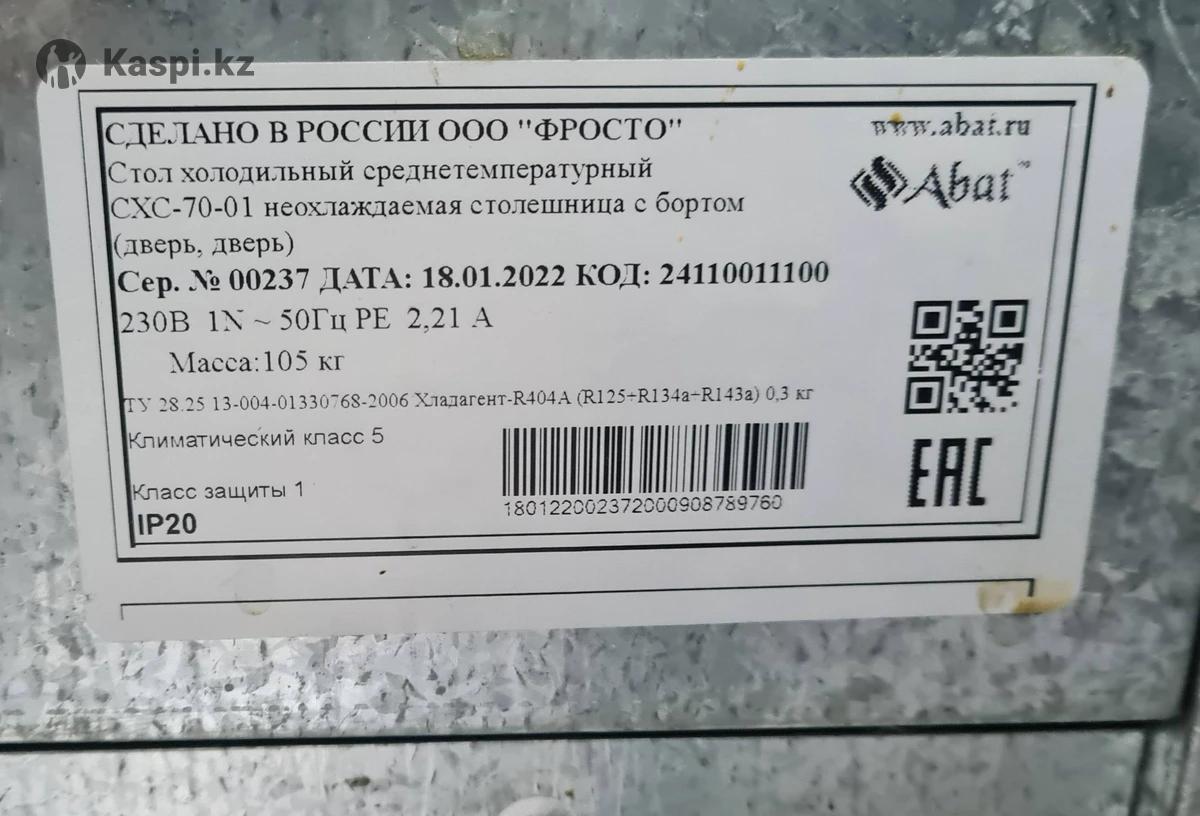 Kaspi.kz
СДЕЛАНО В РОССИИ ООО "ФРОСТО"
www.abat.ru
Стол холодильный среднетемпературный
Abat™
СХС-70-01 неохлаждаемая столешница с бортом
(дверь, дверь)
Сер. № 00237 ДАТА: 18.01.2022 КОД: 24110011100
230В 1N ~ 50Гц PE 2,21 А
Масса:105 кг
ТУ 28.25 13-004-01330768-2006 Хладагент-R404A (R125+R134a+R143a) 0,3 кг
Климатический класс 5
Класс защиты 1
IP20
1801220023720000908789760
EAC